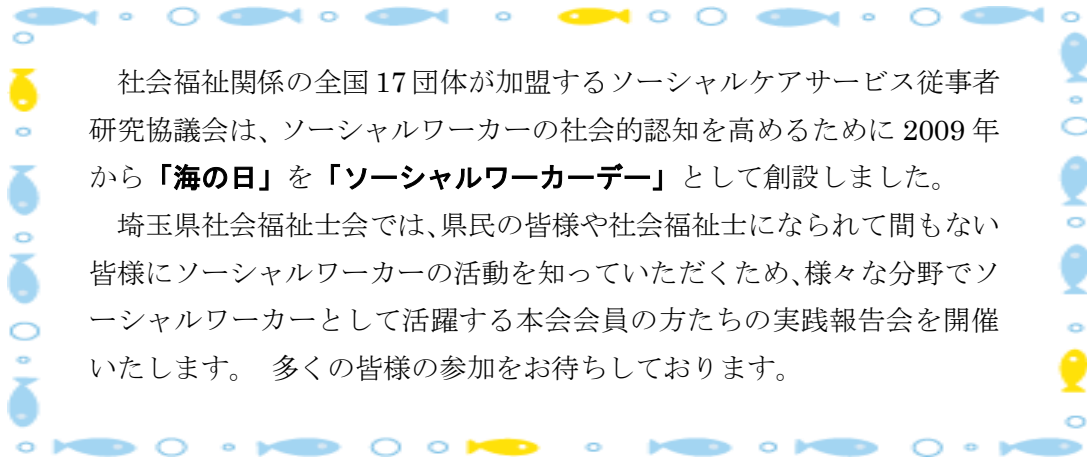 社会福祉関係の全国 17 団体が加盟するソーシャルケアサービス従事者
研究協議会は、ソーシャルワーカーの社会的認知を高めるために 2009 年
から「海の日」を「ソーシャルワーカーデー」として創設しました。
埼玉県社会福祉士会では、県民の皆様や社会福祉士になられて間もない
皆様にソーシャルワーカーの活動を知っていただくため、様々な分野でソ
ーシャルワーカーとして活躍する本会会員の方たちの実践報告会を開催
いたします。 多くの皆様の参加をお待ちしております。